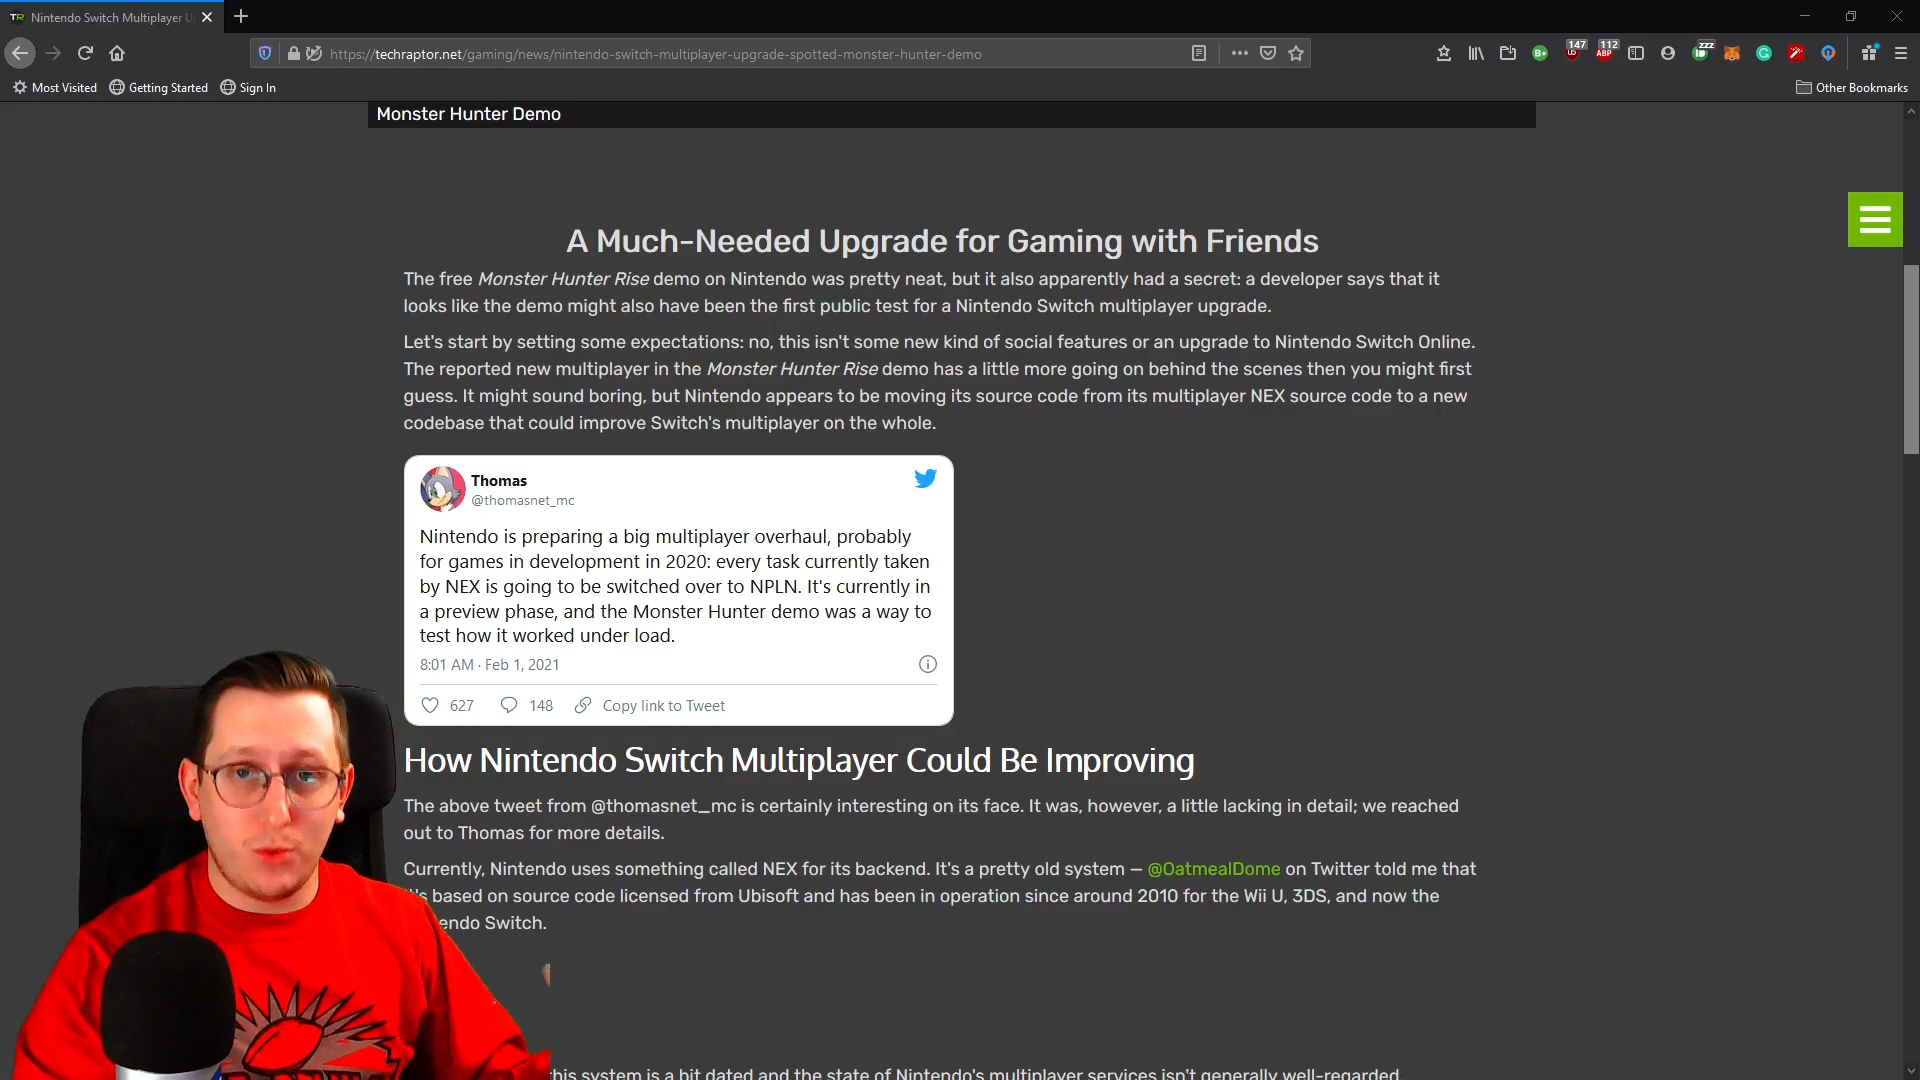 Nintendo Switch Multiplayer U
https://techraptor.net/gaming/news/nintendo-switch-multiplayer-upgrade-spotted-monster-hunter-demo
147
112
zzz
Most Visited
Getting Started
Sign In
Other Bookmarks
Monster Hunter Demo
A Much-Needed Upgrade for Gaming with Friends
The free Monster Hunter Rise demo on Nintendo was pretty neat, but it also apparently had a secret: a developer says that it
looks like the demo might also have been the first public test for a Nintendo Switch multiplayer upgrade.
Let's start by setting some expectations: no, this isn't some new kind of social features or an upgrade to Nintendo Switch Online.
The reported new multiplayer in the Monster Hunter Rise demo has a little more going on behind the scenes then you might first
guess. It might sound boring, but Nintendo appears to be moving its source code from its multiplayer NEX source code to a new
codebase that could improve Switch's multiplayer on the whole.
Thomas
@thomasnet_mc
Nintendo is preparing a big multiplayer overhaul, probably
for games in development in 2020: every task currently taken
by NEX is going to be switched over to NPLN. It's currently in
a preview phase, and the Monster Hunter demo was a way to
test how it worked under load.
8:01 AM · Feb 1, 2021
627
148
Copy link to Tweet
How Nintendo Switch Multiplayer Could Be Improving
The above tweet from @thomasnet_mc is certainly interesting on its face. It was, however, a little lacking in detail; we reached
out to Thomas for more details.
Currently, Nintendo uses something called NEX for its backend. It's a pretty old system — @OatmealDome on Twitter told me that
based on source code licensed from Ubisoft and has been in operation since around 2010 for the Wii U, 3DS, and now the
endo Switch.
this system is a bit dated and the state of Nintendo's multiplayer services isn't generally well-regarded.